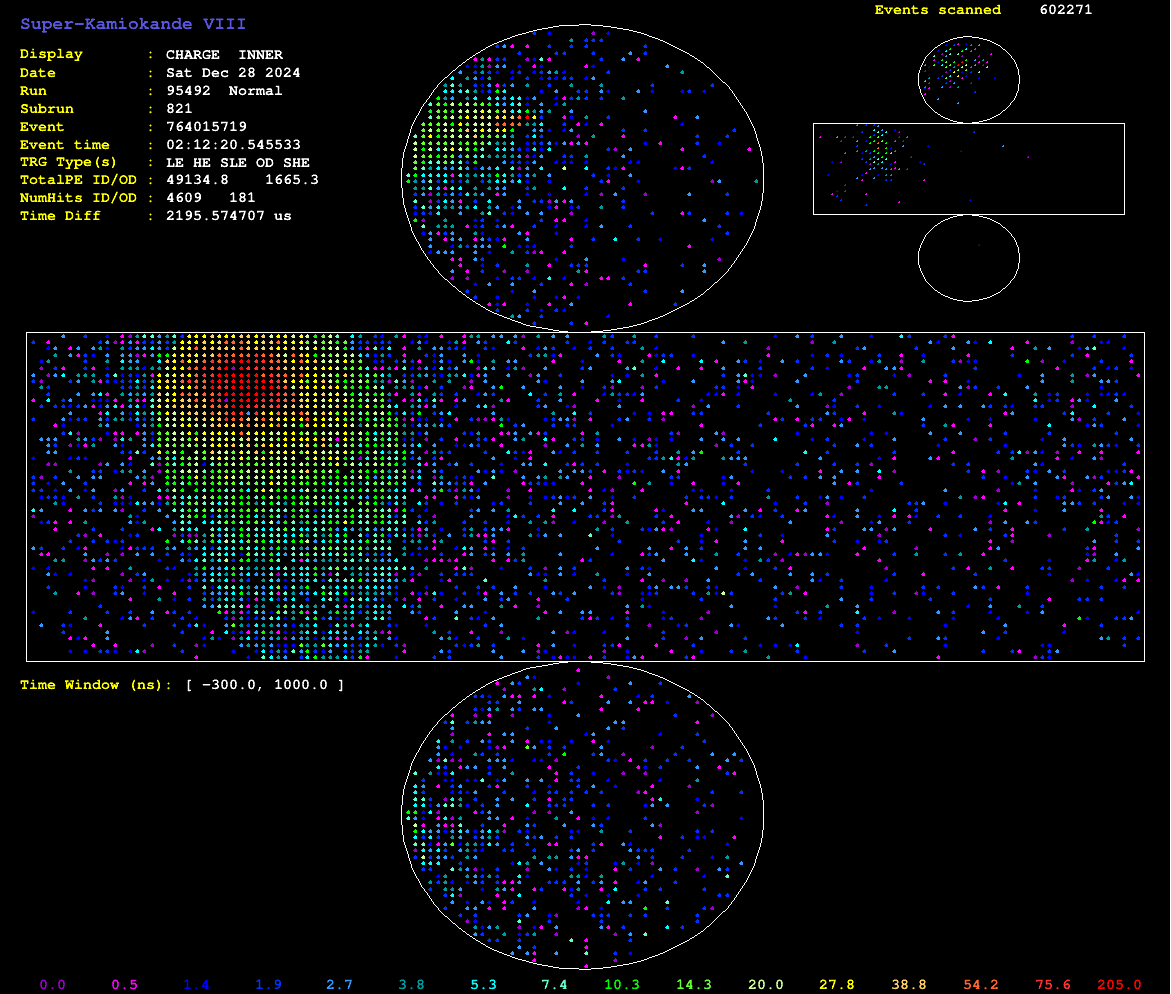 Super-Kamiokande VIII
Events scanned 602271
Display : CHARGE INNER
Date : Sat Dec 28 2024
Run : 95492 Normal
Subrun : 821
Event : 764015719
Event time : 02:12:20.545533
TRG Type(s) : LE HE SLE OD SHE
TotalPE ID/OD : 49134.8 1665.3
NumHits ID/OD : 4609 181
Time Diff : 2195.574707 us
Time Window (ns): [ −300.0, 1000.0 ]
0.0 0.5 1.4 1.9 2.7 3.8 5.3 7.4 10.3 14.3 20.0 27.8 38.8 54.2 75.6 205.0